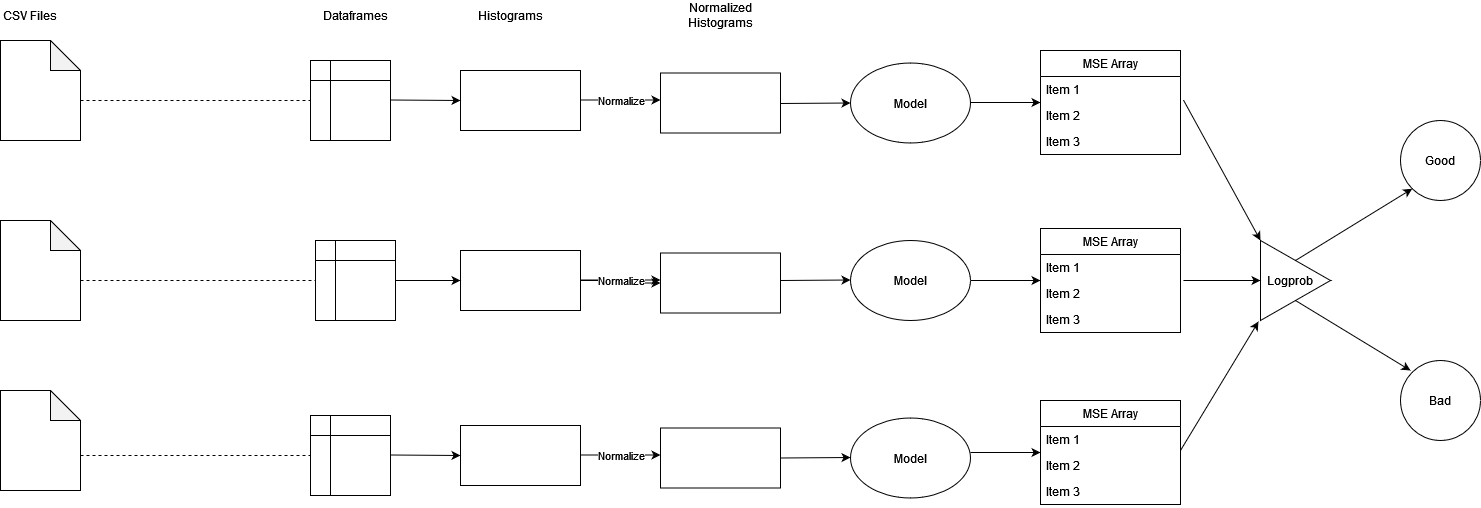 CSV Files
Dataframes
Histograms
Normalized
Histograms
Normalize
Model
MSE Array
Item 1
Item 2
Item 3
Normalize
Model
MSE Array
Item 1
Item 2
Item 3
Normalize
Model
MSE Array
Item 1
Item 2
Item 3
Logprob
Good
Bad